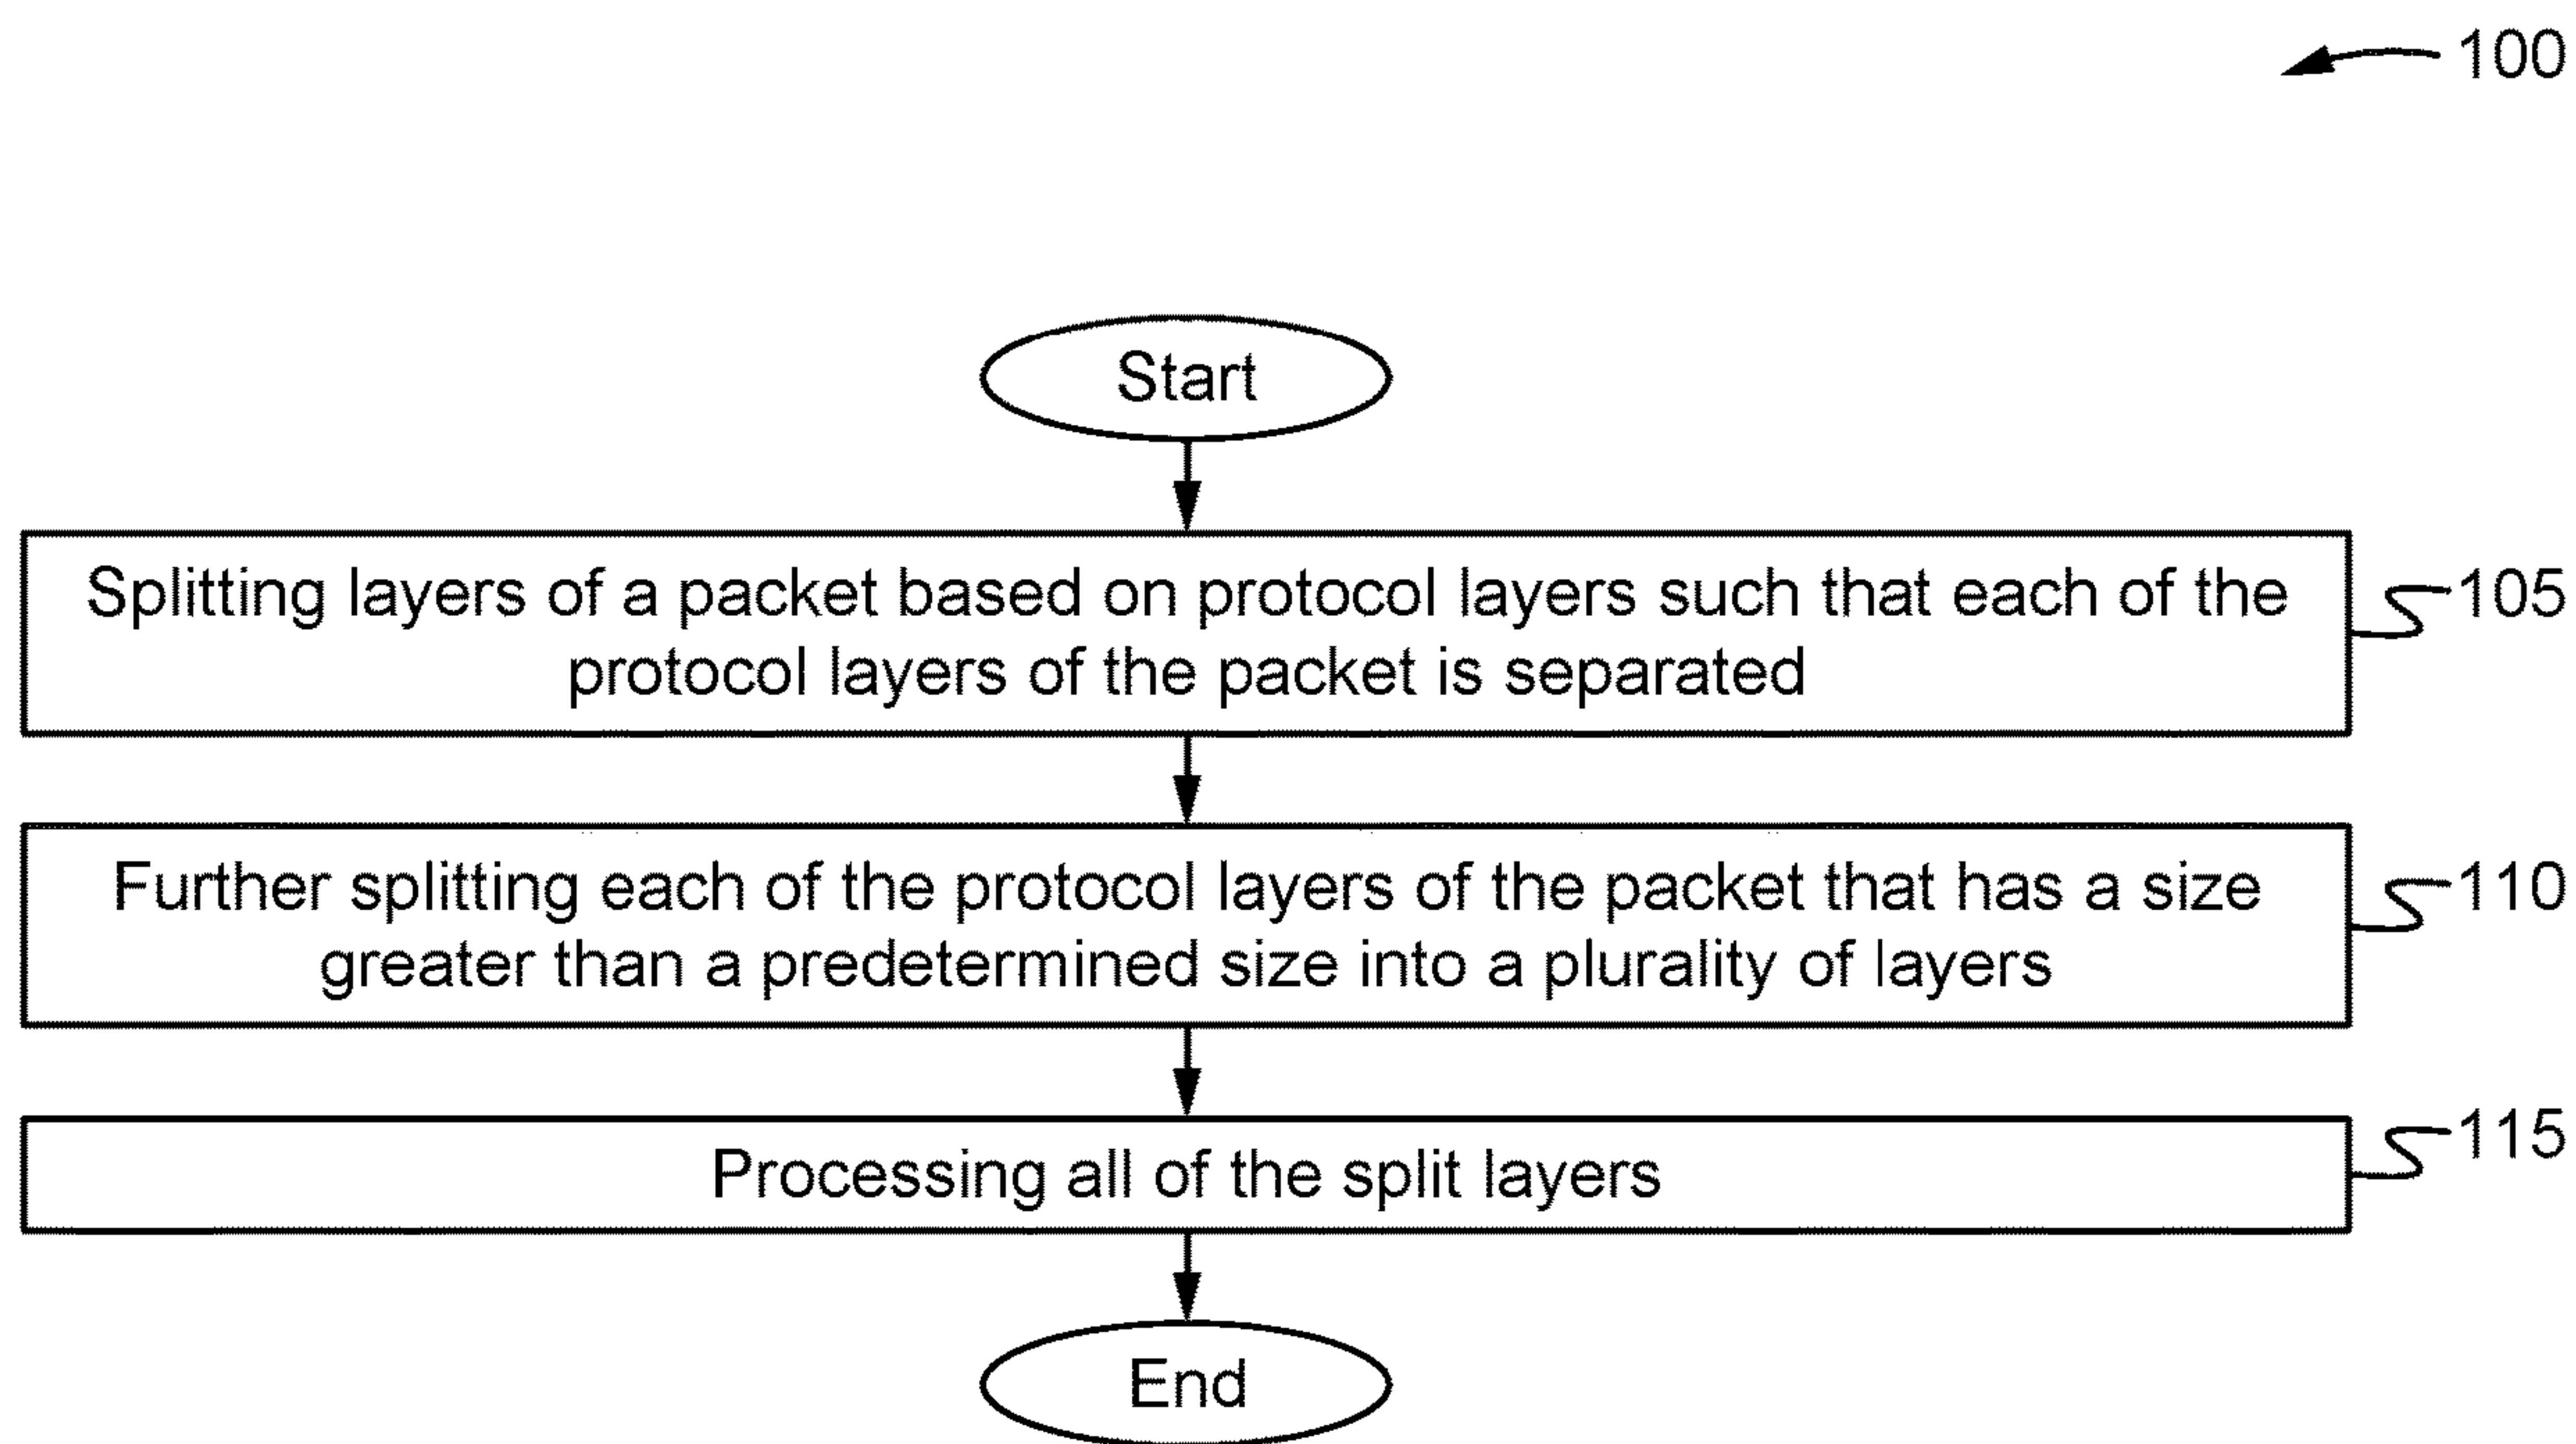 100
Start
Splitting layers of a packet based on protocol layers such that each of the
protocol layers of the packet is separated
105
Further splitting each of the protocol layers of the packet that has a size
greater than a predetermined size into a plurality of layers
110
Processing all of the split layers
115
End